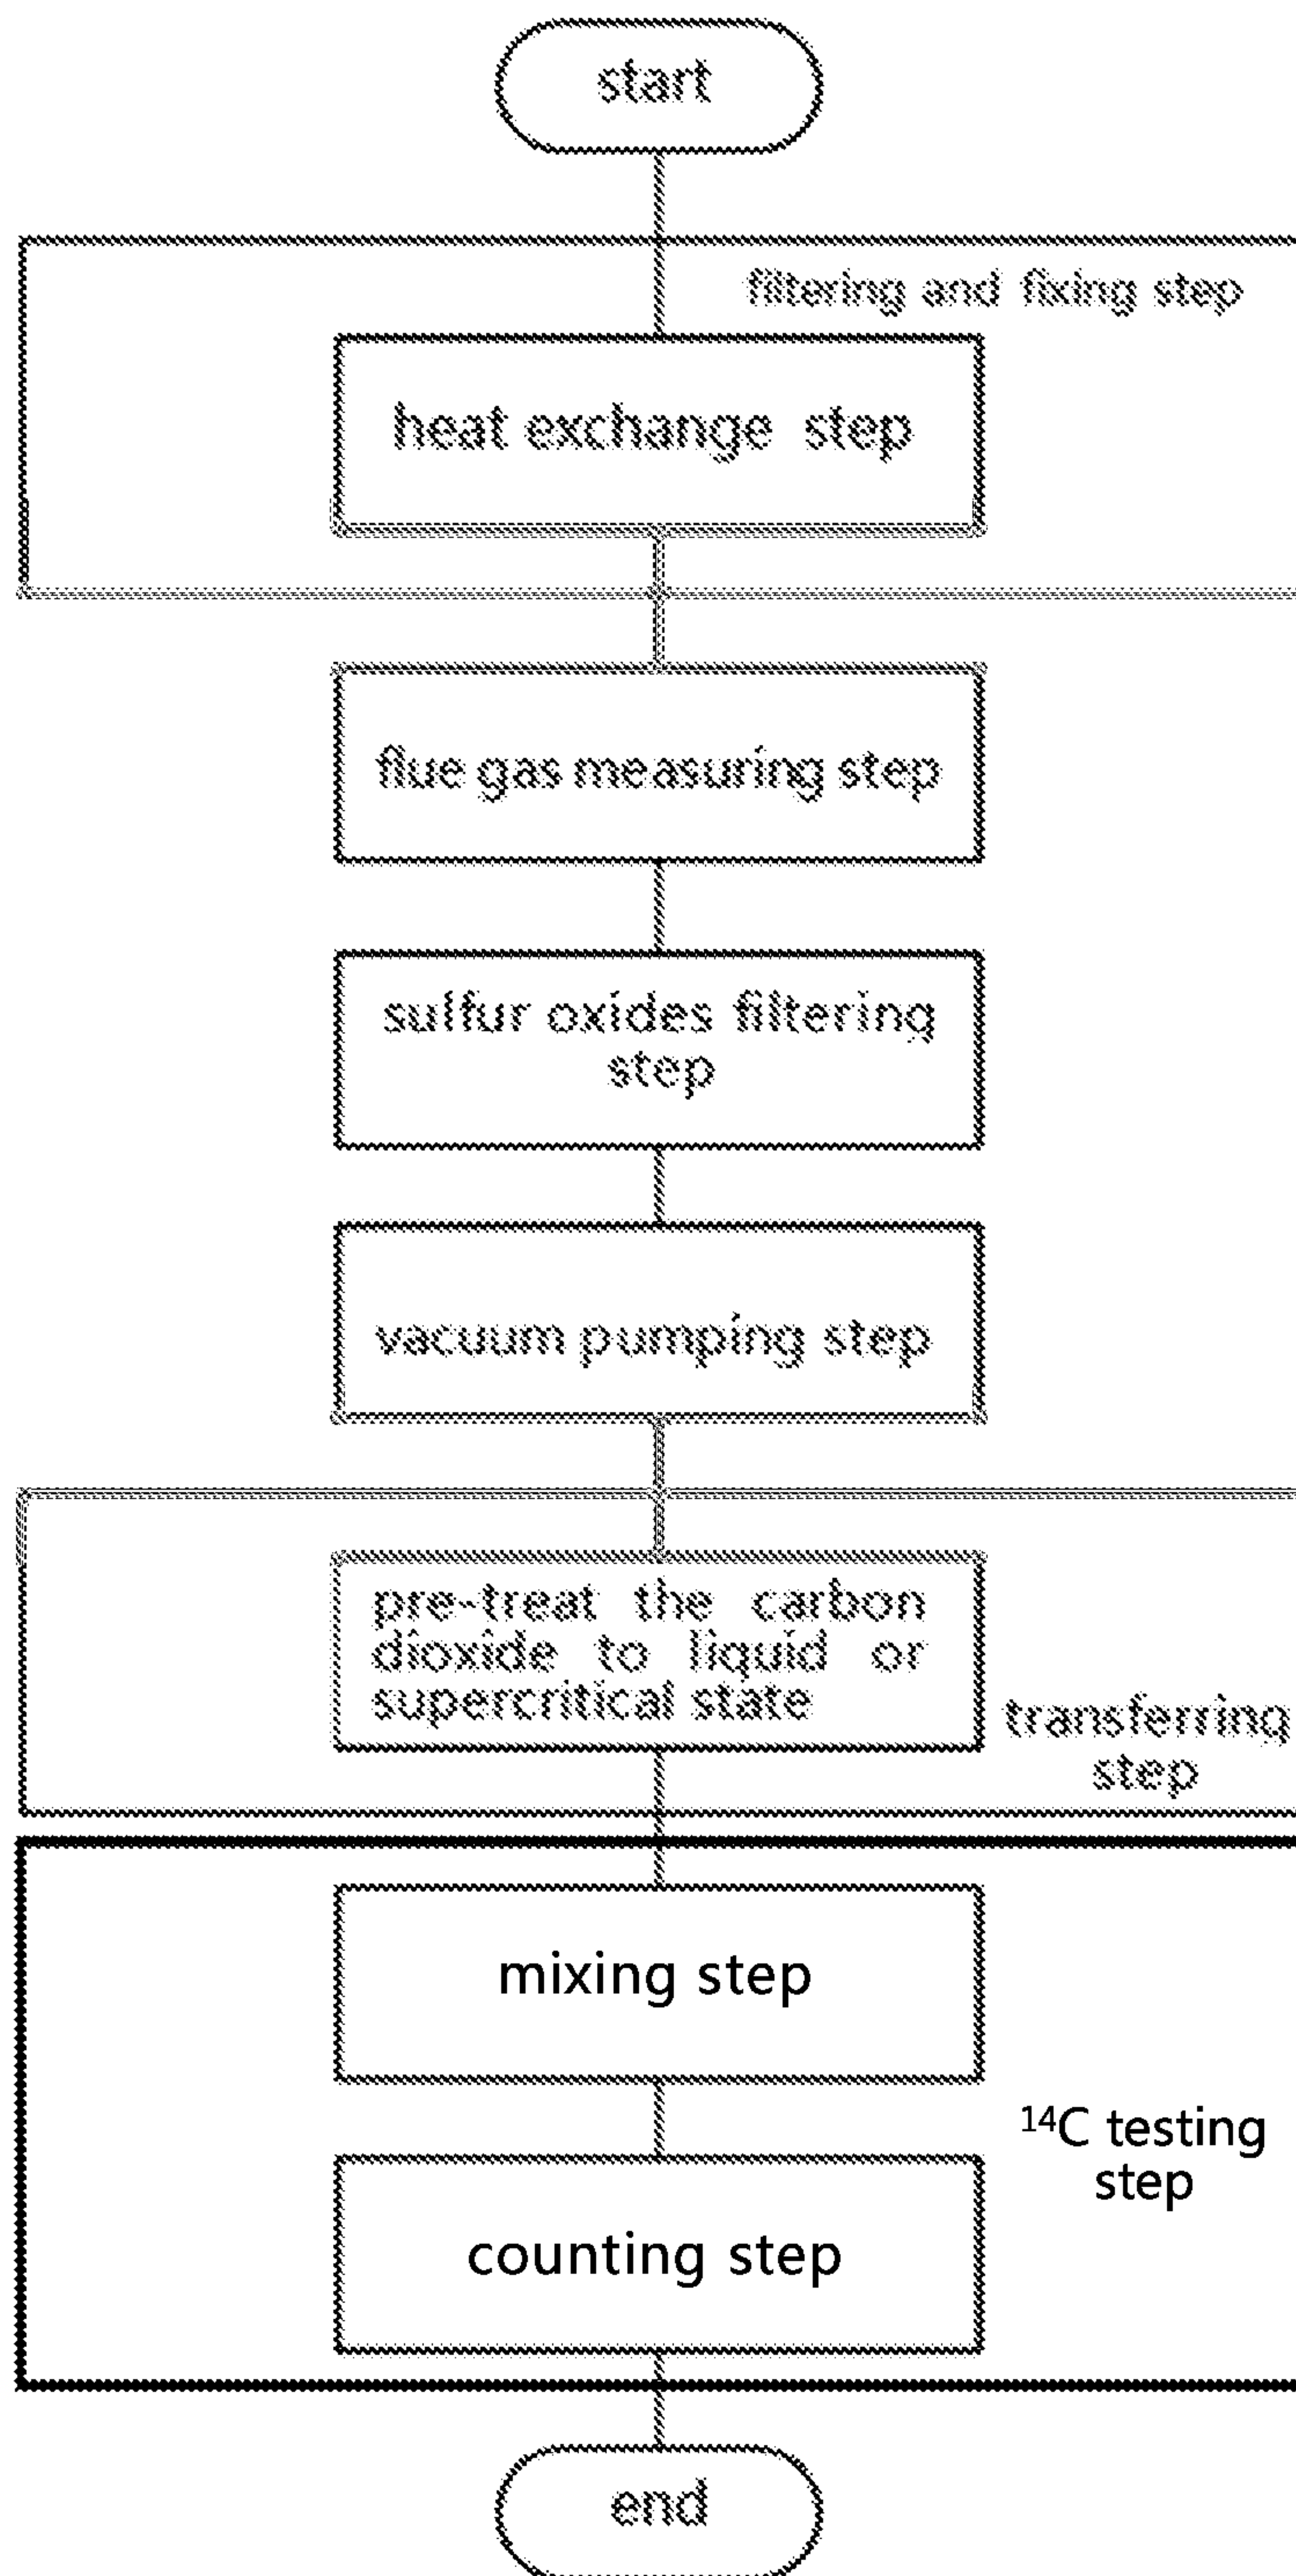 start
filtering and fixing step
heat exchange step
flue gas measuring step
sulfur oxides filtering
step
vacuum pumping step
pre-treat the carbon
dioxide to liquid or
supercritical state
transferring
step
mixing step
¹⁴C testing
step
counting step
end